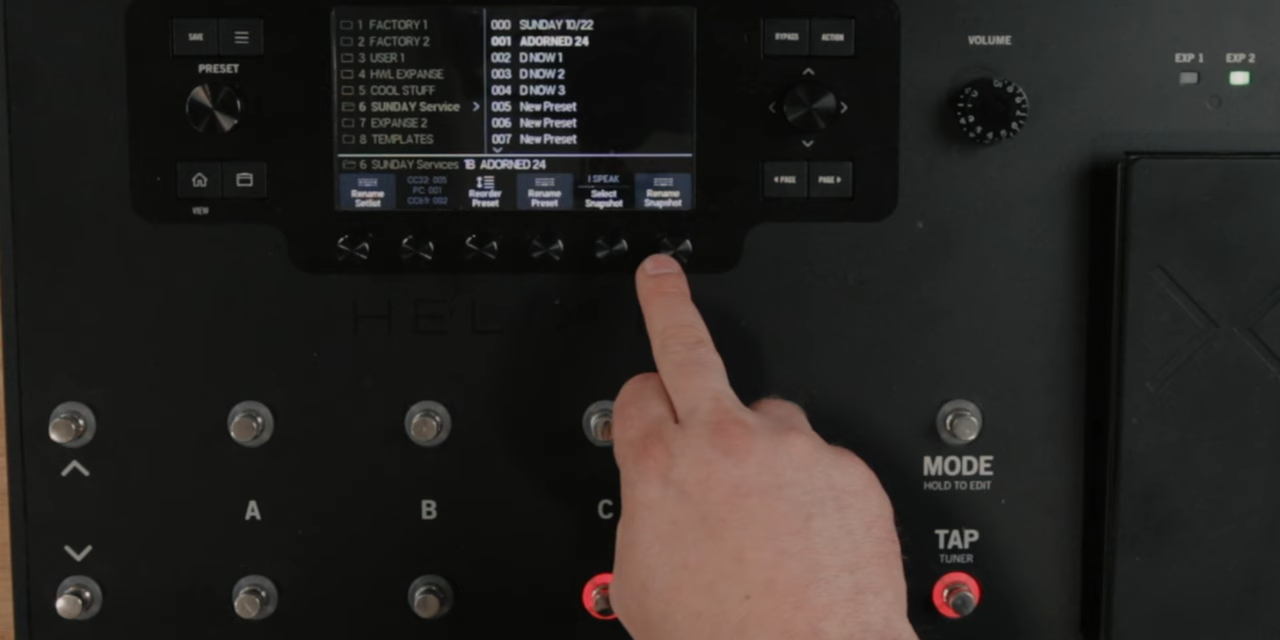 SAVE
PRESET
VIEW
1 FACTORY 1
2 FACTORY 2
3 USER 1
4 HWL EXPANSE
5 COOL STUFF
6 SUNDAY Service >
7 EXPANSE 2
8 TEMPLATES
000 SUNDAY 10/22
001 ADORNED 24
002 D NOW 1
003 D NOW 2
004 D NOW 3
005 New Preset
006 New Preset
007 New Preset
6 SUNDAY Services 1B ADORNED 24
Rename Setlist
CC32: 005
PC: 001
CC69: 002
Reorder Preset
Rename Preset
I SPEAK
Select Snapshot
Rename Snapshot
BYPASS
ACTION
◂ PAGE
PAGE ▸
VOLUME
EXP 1
EXP 2
HEL
A
B
C
MODE
HOLD TO EDIT
TAP
TUNER